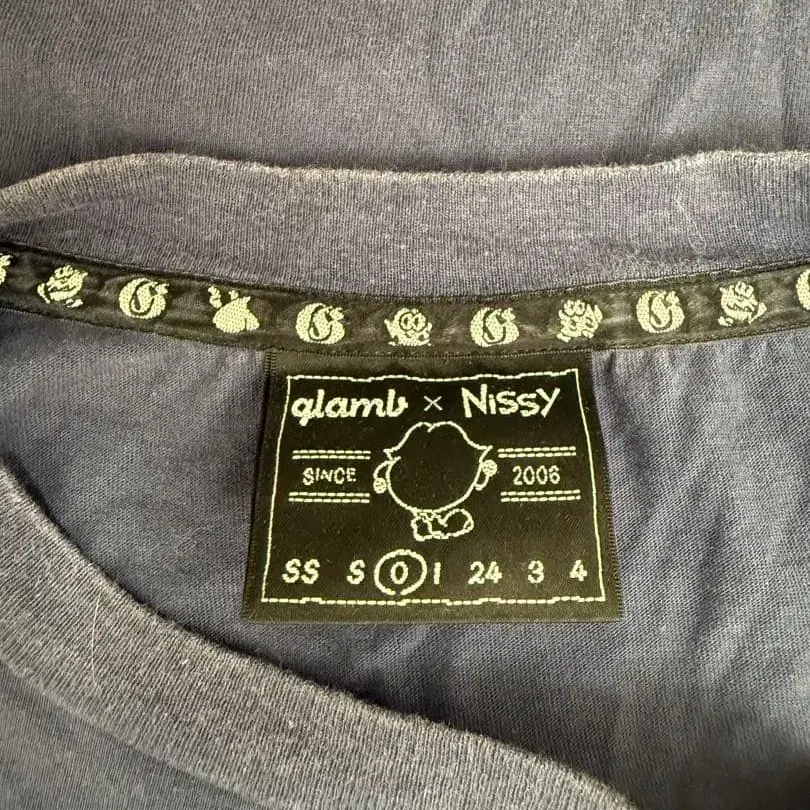 G G G G
glamb × Nissy
SINCE 2006
SS S 0 1 24 3 4